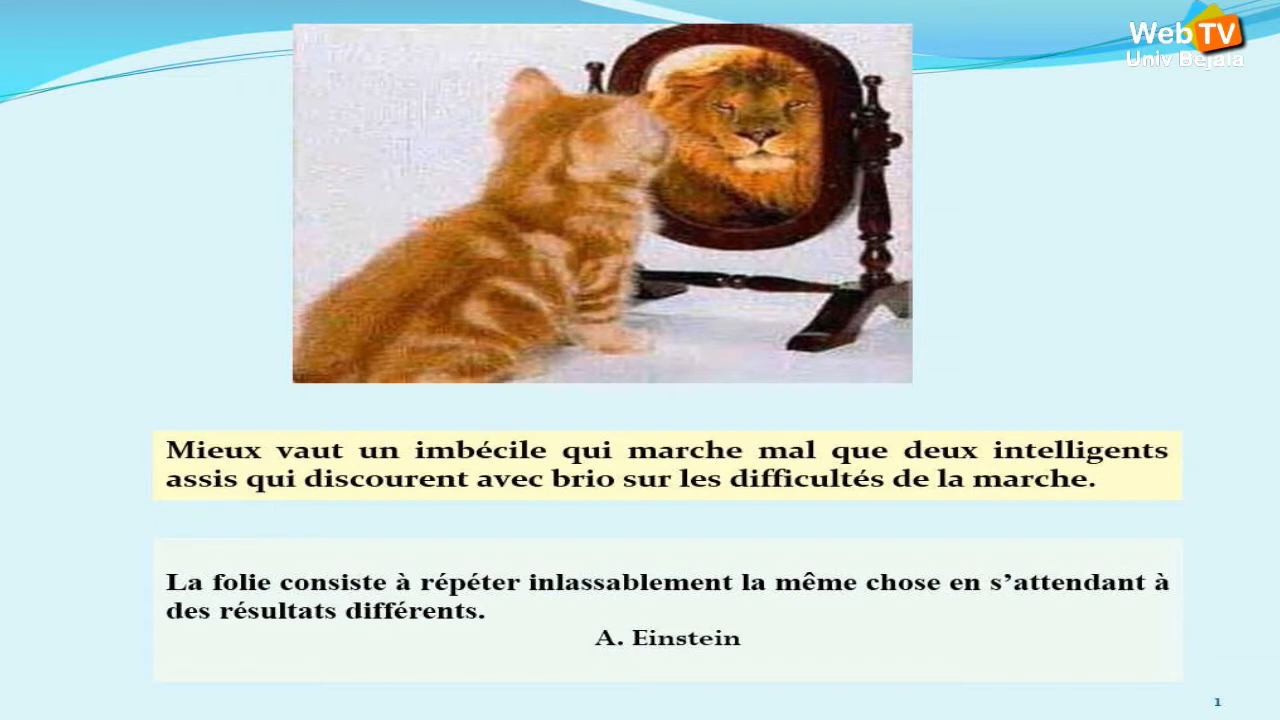 Web TV
Univ Bejaia
Mieux vaut un imbécile qui marche mal que deux intelligents
assis qui discourent avec brio sur les difficultés de la marche.
La folie consiste à répéter inlassablement la même chose en s’attendant à
des résultats différents.
A. Einstein
1